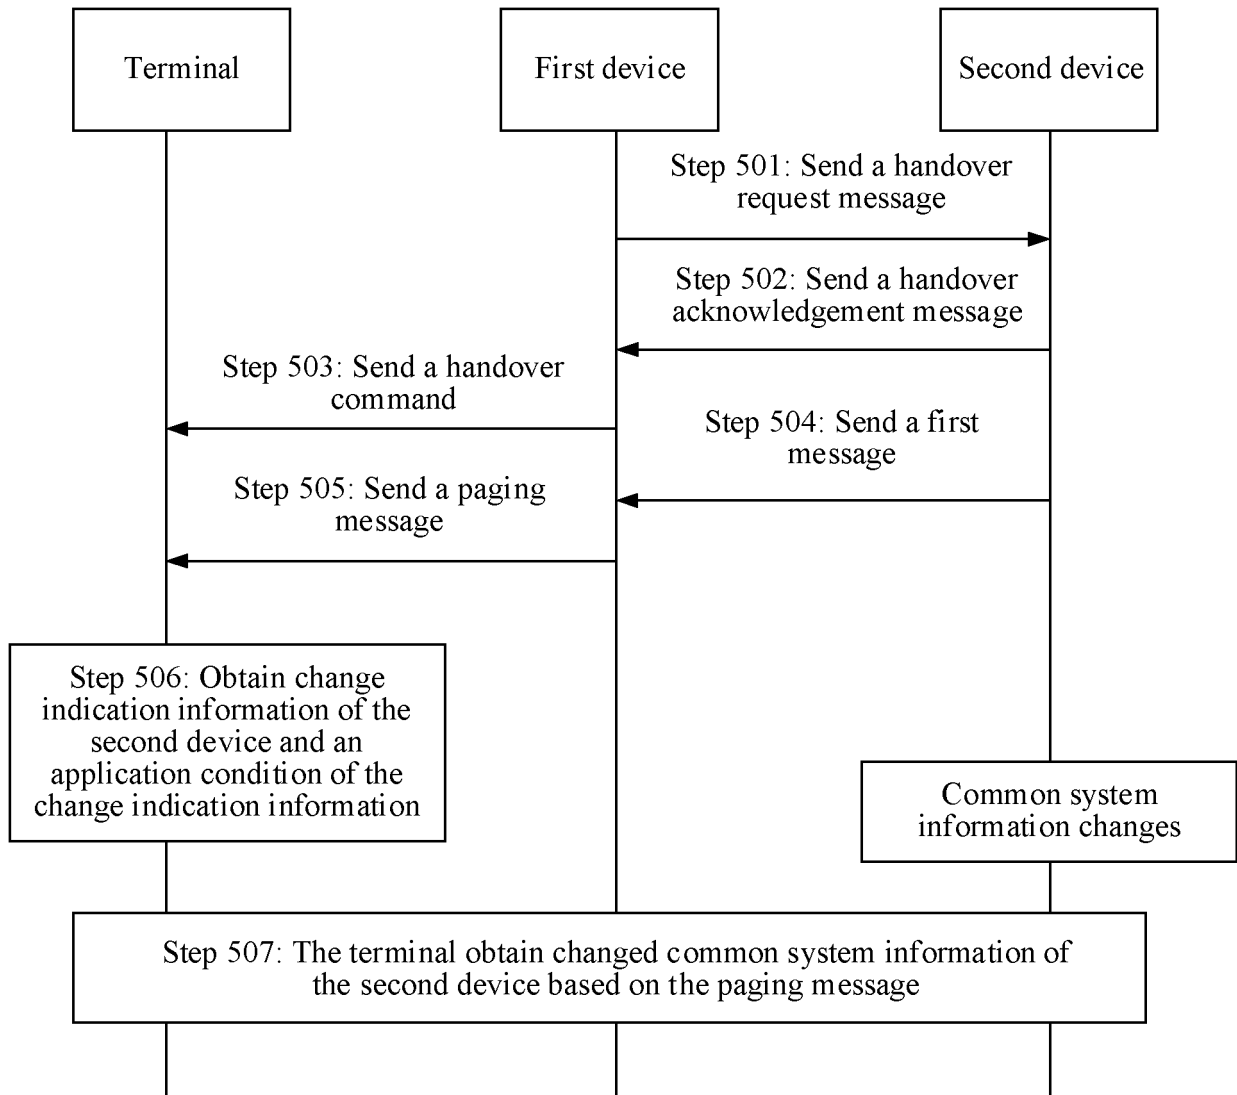 Terminal
First device
Second device
Step 501: Send a handover
request message
Step 502: Send a handover
acknowledgement message
Step 503: Send a handover
command
Step 504: Send a first
message
Step 505: Send a paging
message
Step 506: Obtain change
indication information of the
second device and an
application condition of the
change indication information
Common system
information changes
Step 507: The terminal obtain changed common system information of
the second device based on the paging message